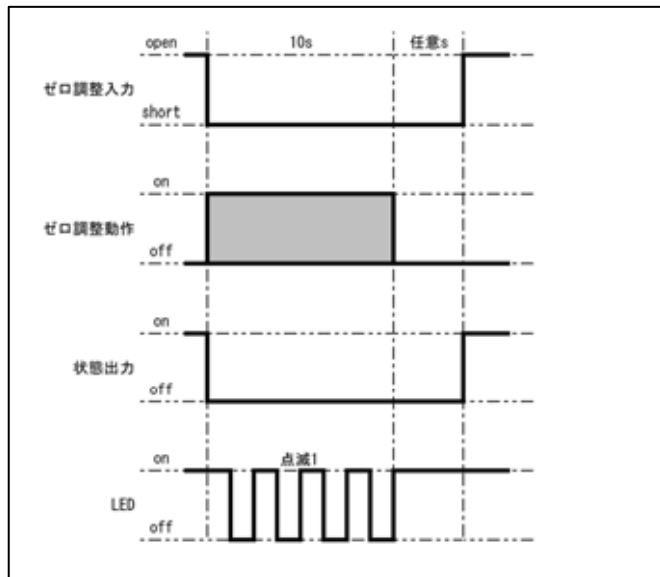 open
10s
任意s
ゼロ調整入力
short
on
ゼロ調整動作
off
on
状態出力
off
on
点滅1
LED
off